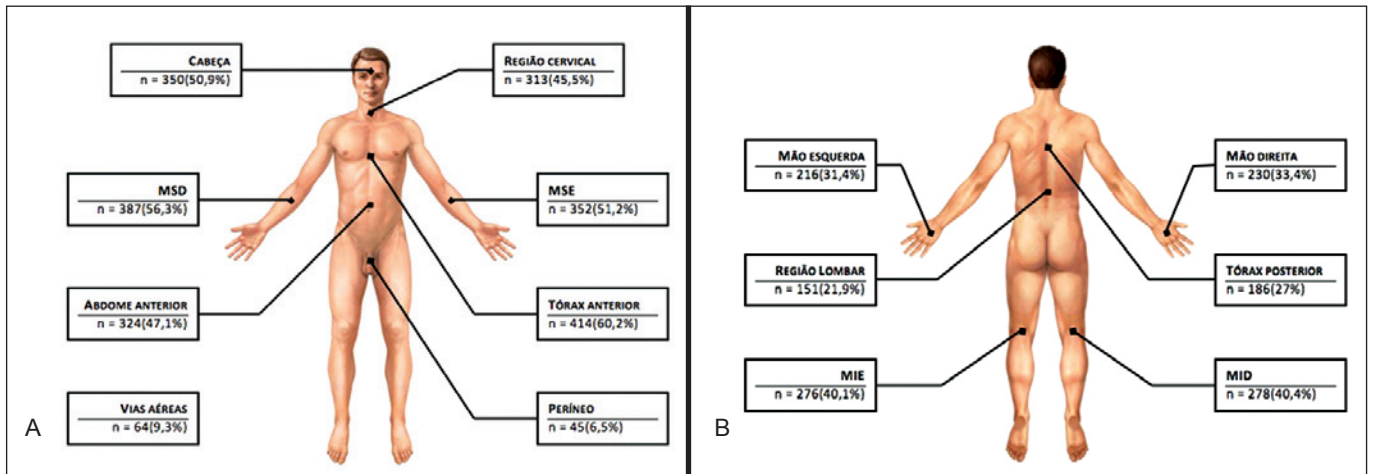 CABEÇA
n = 350(50,9%)
REGIÃO CERVICAL
n = 313(45,5%)
MSD
n = 387(56,3%)
MSE
n = 352(51,2%)
ABDOME ANTERIOR
n = 324(47,1%)
TÓRAX ANTERIOR
n = 414(60,2%)
VIAS AÉREAS
n = 64(9,3%)
PERÍNEO
n = 45(6,5%)
A
MÃO ESQUERDA
n = 216(31,4%)
MÃO DIREITA
n = 230(33,4%)
REGIÃO LOMBAR
n = 151(21,9%)
TÓRAX POSTERIOR
n = 186(27%)
MIE
n = 276(40,1%)
MID
n = 278(40,4%)
B